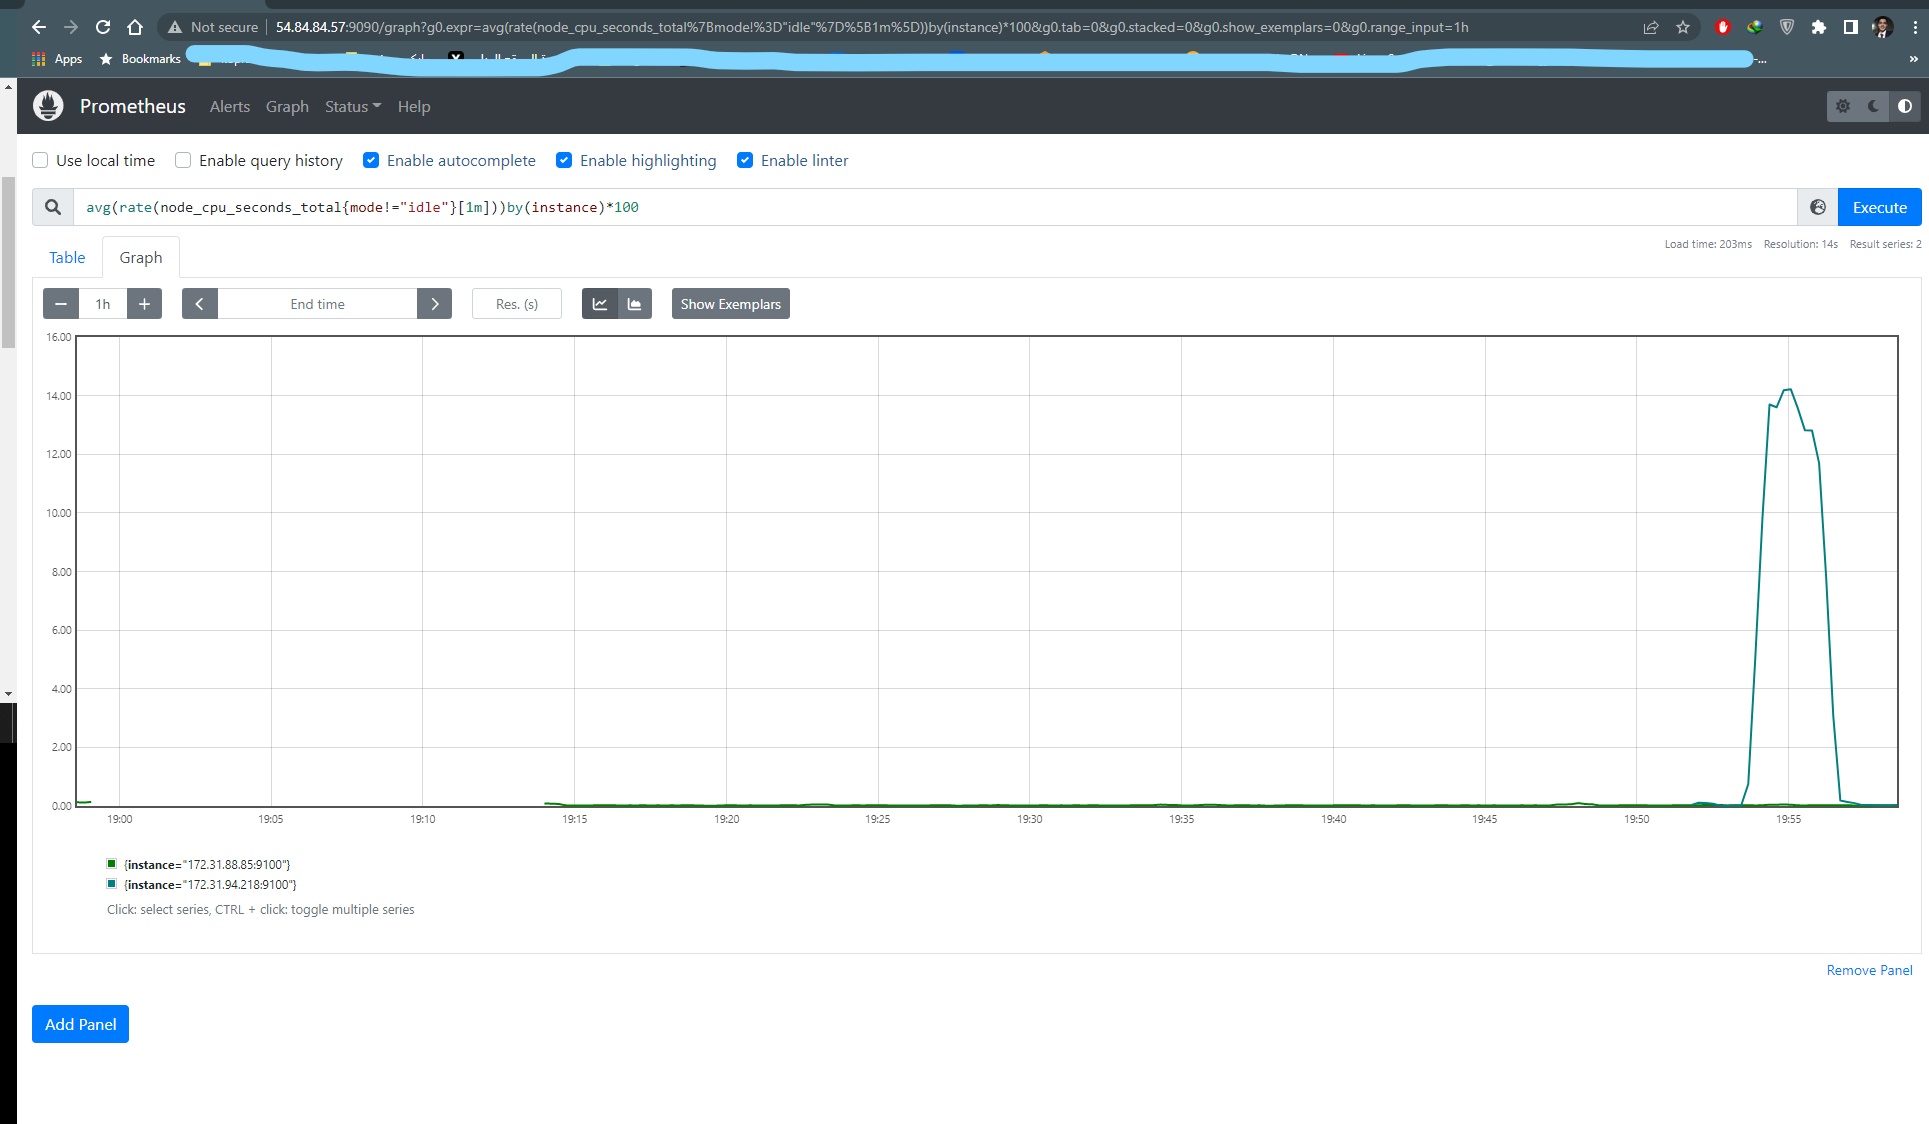 Not secure 54.84.84.57:9090/graph?g0.expr=avg(rate(node_cpu_seconds_total%7Bmode!%3D"idle"%7D%5B1m%5D))by(instance)*100&g0.tab=0&g0.stacked=0&g0.show_exemplars=0&g0.range_input=1h
Apps Bookmarks
Prometheus Alerts Graph Status Help
Use local time Enable query history Enable autocomplete Enable highlighting Enable linter
avg(rate(node_cpu_seconds_total{mode!="idle"}[1m]))by(instance)*100 Execute
Load time: 203ms Resolution: 14s Result series: 2
Table Graph
− 1h + End time Res. (s) Show Exemplars
16.00
14.00
12.00
10.00
8.00
6.00
4.00
2.00
0.00
19:00 19:05 19:10 19:15 19:20 19:25 19:30 19:35 19:40 19:45 19:50 19:55
{instance="172.31.88.85:9100"}
{instance="172.31.94.218:9100"}
Click: select series, CTRL + click: toggle multiple series
Remove Panel
Add Panel